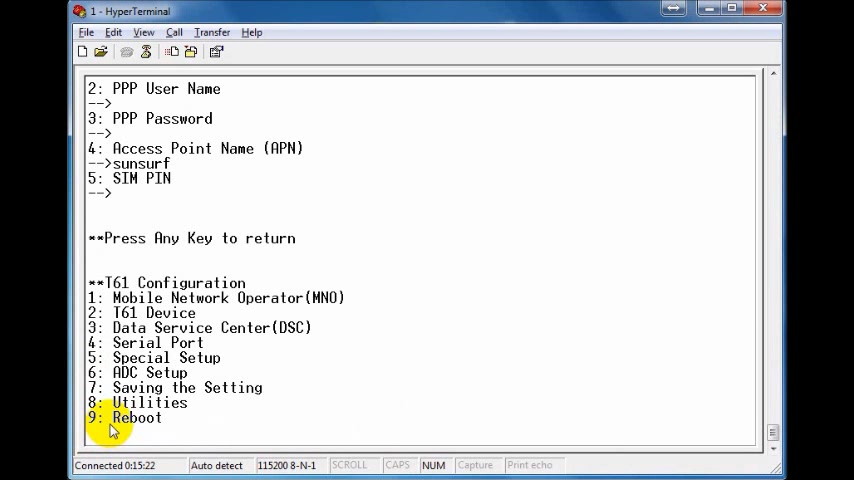 1 - HyperTerminal
File Edit View Call Transfer Help
2: PPP User Name
-->
3: PPP Password
-->
4: Access Point Name (APN)
-->sunsurf
5: SIM PIN
-->
**Press Any Key to return
**T61 Configuration
1: Mobile Network Operator(MNO)
2: T61 Device
3: Data Service Center(DSC)
4: Serial Port
5: Special Setup
6: ADC Setup
7: Saving the Setting
8: Utilities
9: Reboot
Connected 0:15:22 Auto detect 115200 8-N-1 SCROLL CAPS NUM Capture Print echo